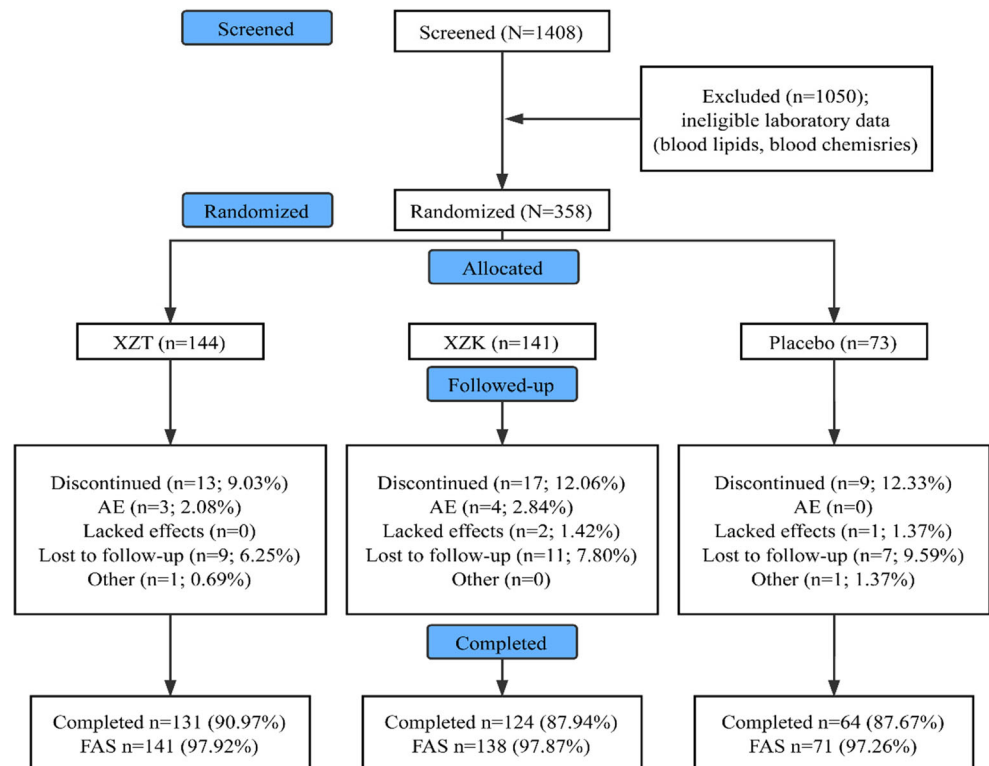 Screened
Screened (N=1408)
Excluded (n=1050);
ineligible laboratory data
(blood lipids, blood chemisries)
Randomized
Randomized (N=358)
Allocated
XZT (n=144)
XZK (n=141)
Placebo (n=73)
Followed-up
Discontinued (n=13; 9.03%)
AE (n=3; 2.08%)
Lacked effects (n=0)
Lost to follow-up (n=9; 6.25%)
Other (n=1; 0.69%)
Discontinued (n=17; 12.06%)
AE (n=4; 2.84%)
Lacked effects (n=2; 1.42%)
Lost to follow-up (n=11; 7.80%)
Other (n=0)
Discontinued (n=9; 12.33%)
AE (n=0)
Lacked effects (n=1; 1.37%)
Lost to follow-up (n=7; 9.59%)
Other (n=1; 1.37%)
Completed
Completed n=131 (90.97%)
FAS n=141 (97.92%)
Completed n=124 (87.94%)
FAS n=138 (97.87%)
Completed n=64 (87.67%)
FAS n=71 (97.26%)